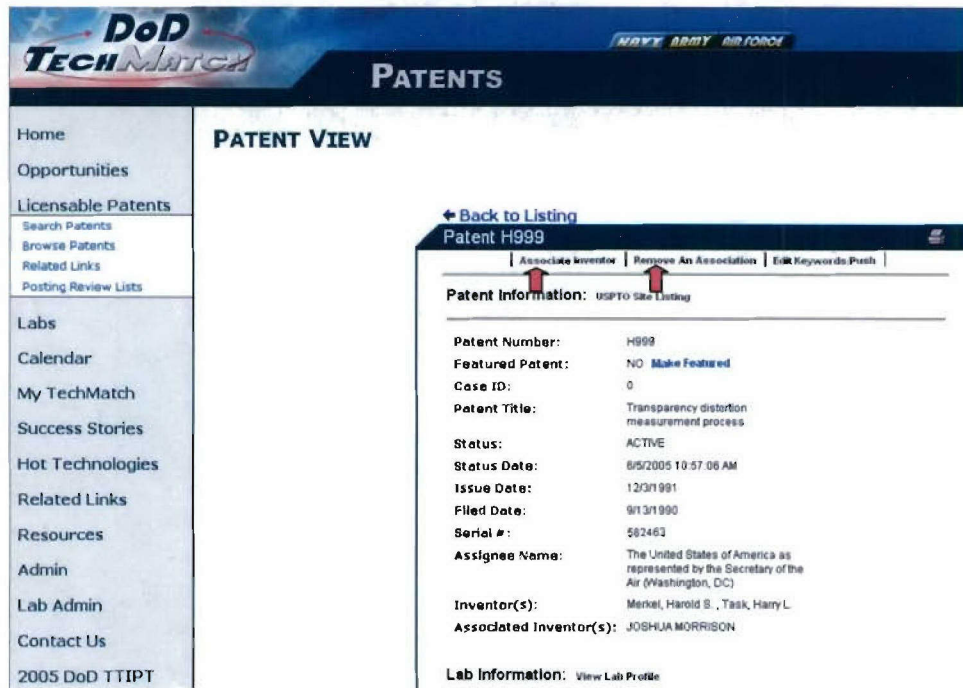 DoD
TECHMATCH
NAVY ARMY AIR FORCE
PATENTS
Home
Opportunities
Licensable Patents
Search Patents
Browse Patents
Related Links
Posting Review Lists
Labs
Calendar
My TechMatch
Success Stories
Hot Technologies
Related Links
Resources
Admin
Lab Admin
Contact Us
2005 DoD TTIPT
PATENT VIEW
Back to Listing
Patent H999
Associate Inventor | Remove An Association | Edit Keywords/Push |
Patent Information: USPTO Site Listing
Patent Number: H999
Featured Patent: NO Make Featured
Case ID: 0
Patent Title: Transparency distortion
measurement process
Status: ACTIVE
Status Date: 6/5/2005 10:57:06 AM
Issue Date: 12/3/1991
Filed Date: 9/13/1990
Serial #: 582463
Assignee Name: The United States of America as
represented by the Secretary of the
Air (Washington, DC)
Inventor(s): Merkel, Harold S. , Task, Harry L.
Associated Inventor(s): JOSHUA MORRISON
Lab Information: View Lab Profile